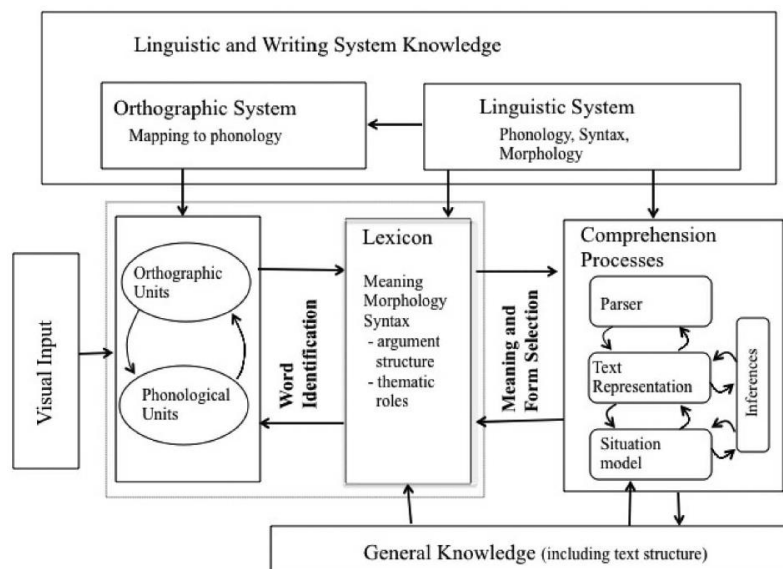 Linguistic and Writing System Knowledge
Orthographic System
Mapping to phonology
Linguistic System
Phonology, Syntax,
Morphology
Visual Input
Orthographic
Units
Phonological
Units
Word
Identification
Lexicon
Meaning
Morphology
Syntax
- argument
structure
- thematic
roles
Meaning and
Form Selection
Comprehension
Processes
Parser
Text
Representation
Situation
model
Inferences
General Knowledge (including text structure)